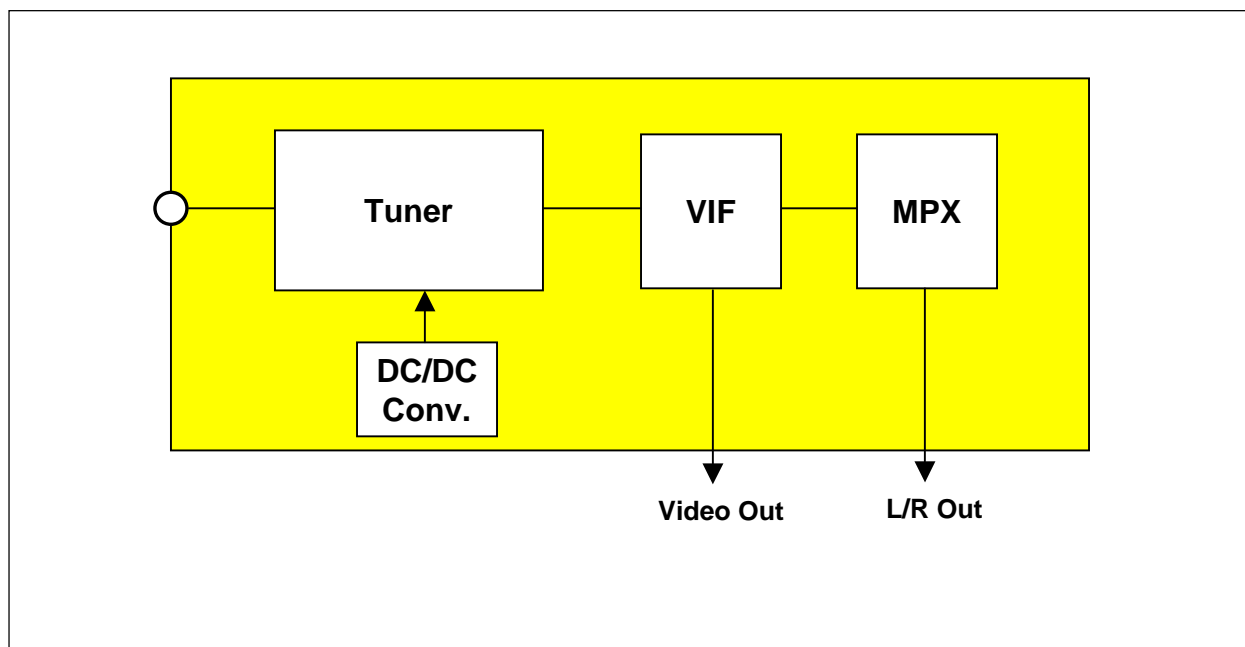 Tuner
VIF
MPX
DC/DC
Conv.
Video Out
L/R Out